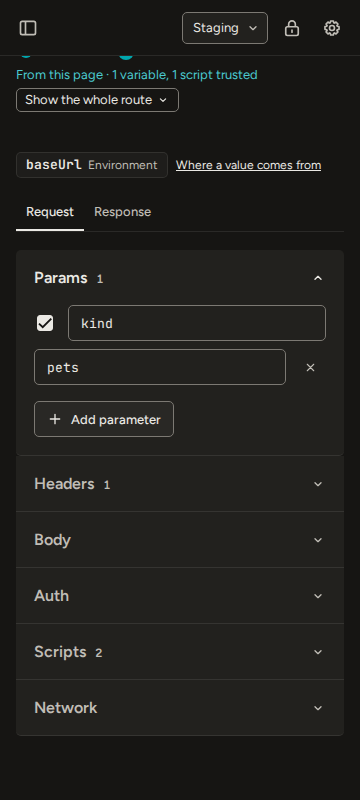 Staging
From this page · 1 variable, 1 script trusted
Show the whole route
baseUrl Environment Where a value comes from
Request Response
Params 1
kind
pets
Add parameter
Headers 1
Body
Auth
Scripts 2
Network